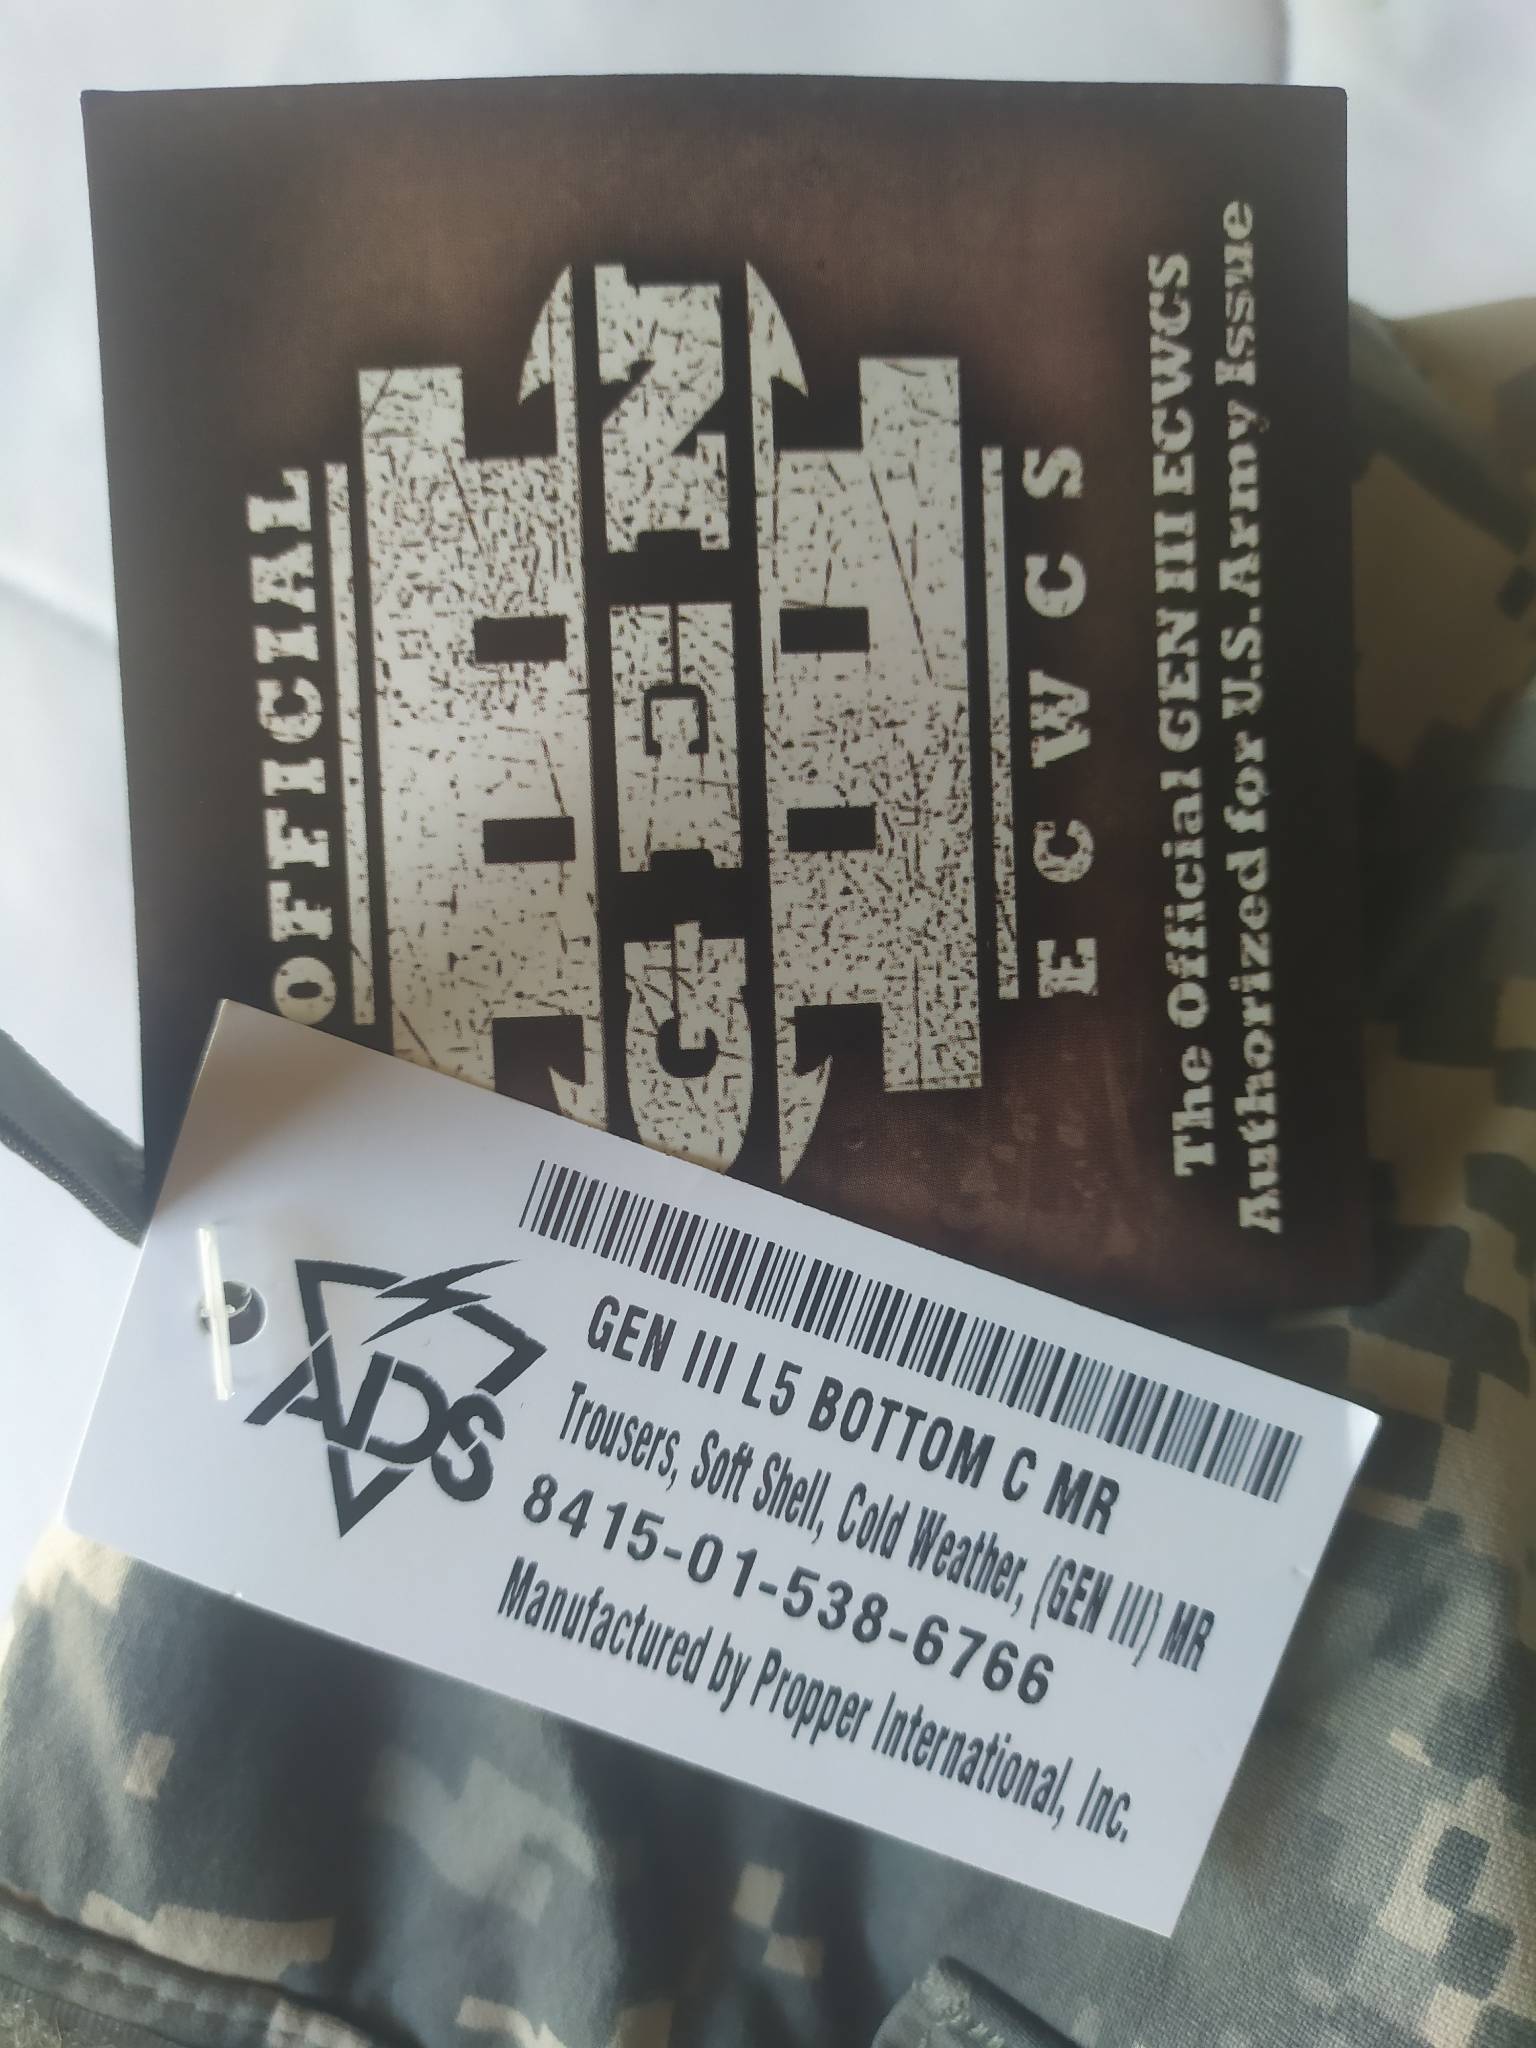 OFFICIAL
GEN
III
ECWCS
The Official GEN III ECWCS
Authorized for U.S. Army Issue
ADS
GEN III L5 BOTTOM C MR
Trousers, Soft Shell, Cold Weather, (GEN III) MR
8415-01-538-6766
Manufactured by Propper International, Inc.